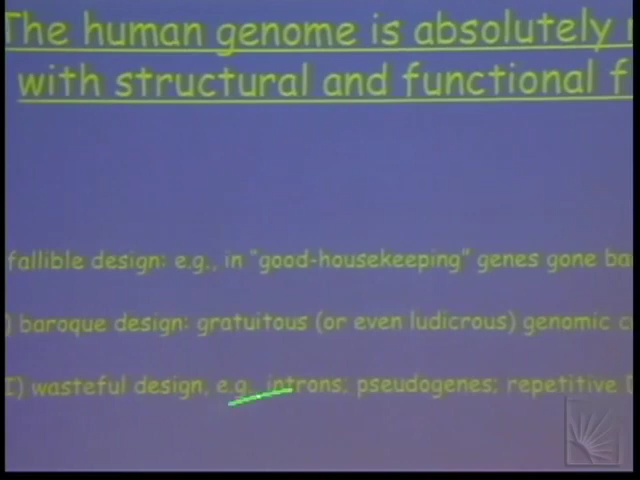 The human genome is absolutely
with structural and functional
fallible design: e.g., in "good-housekeeping" genes gone
) baroque design: gratuitous (or even ludicrous) genomic
I) wasteful design, e.g., introns; pseudogenes; repetitive